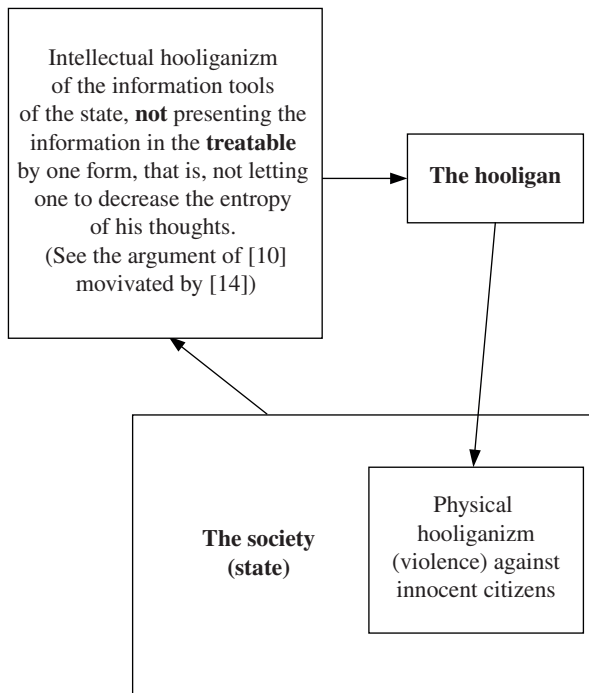 Intellectual hooliganizm
of the information tools
of the state, not presenting the
information in the treatable
by one form, that is, not letting
one to decrease the entropy
of his thoughts.
(See the argument of [10]
movivated by [14])
The hooligan
The society
(state)
Physical
hooliganizm
(violence) against
innocent citizens